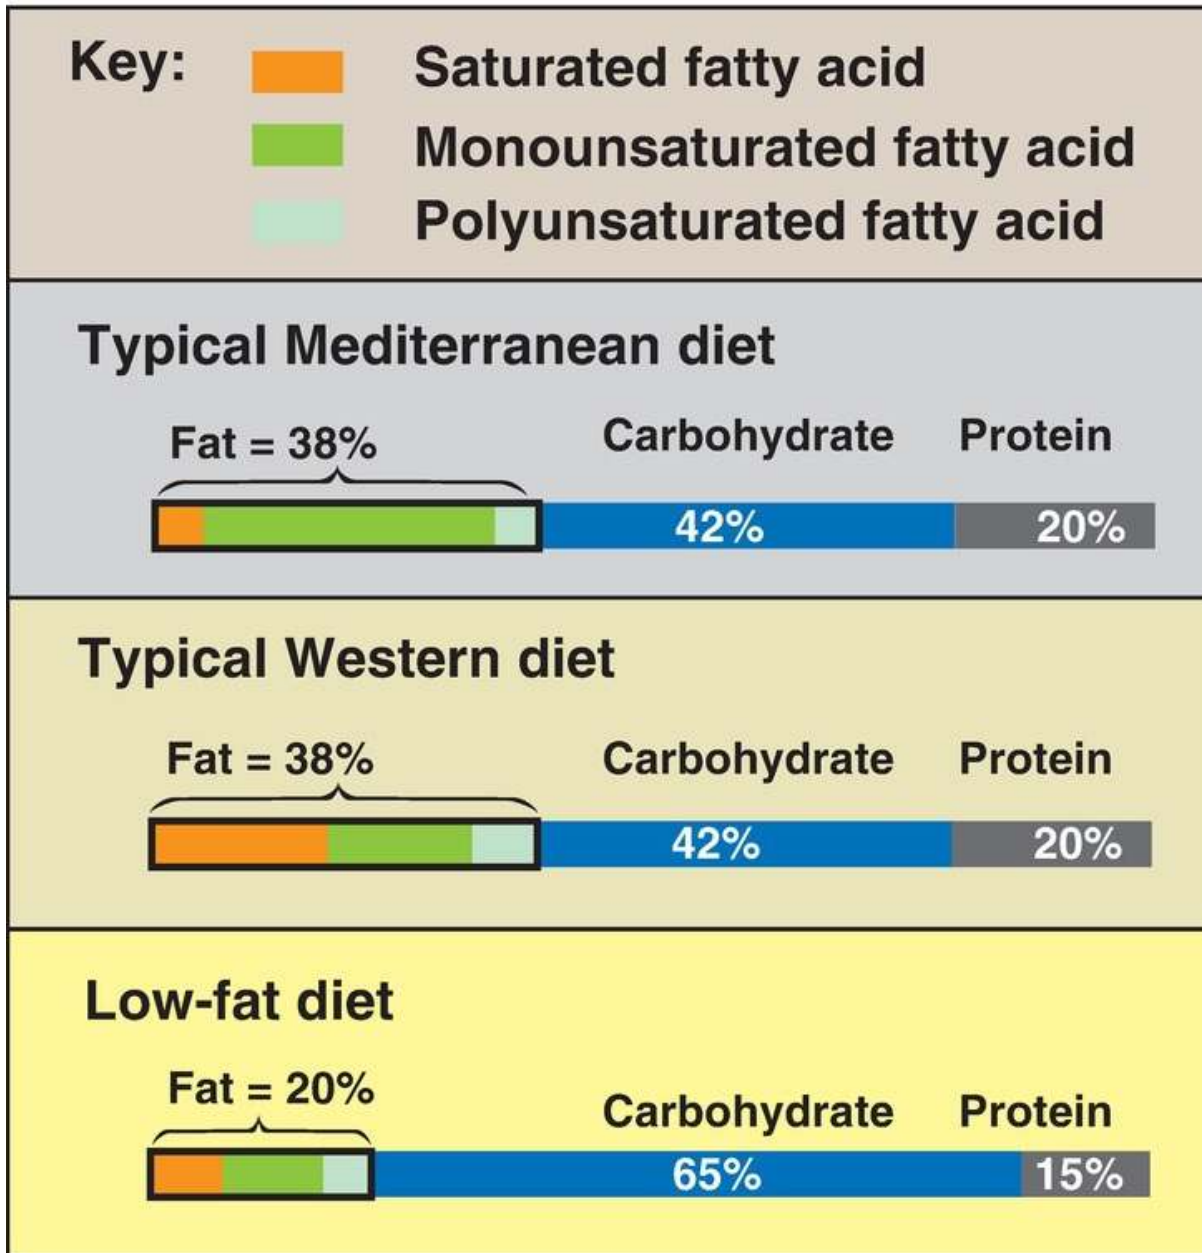 Key:
Saturated fatty acid
Monounsaturated fatty acid
Polyunsaturated fatty acid
Typical Mediterranean diet
Fat = 38% Carbohydrate Protein
42% 20%
Typical Western diet
Fat = 38% Carbohydrate Protein
42% 20%
Low-fat diet
Fat = 20% Carbohydrate Protein
65% 15%